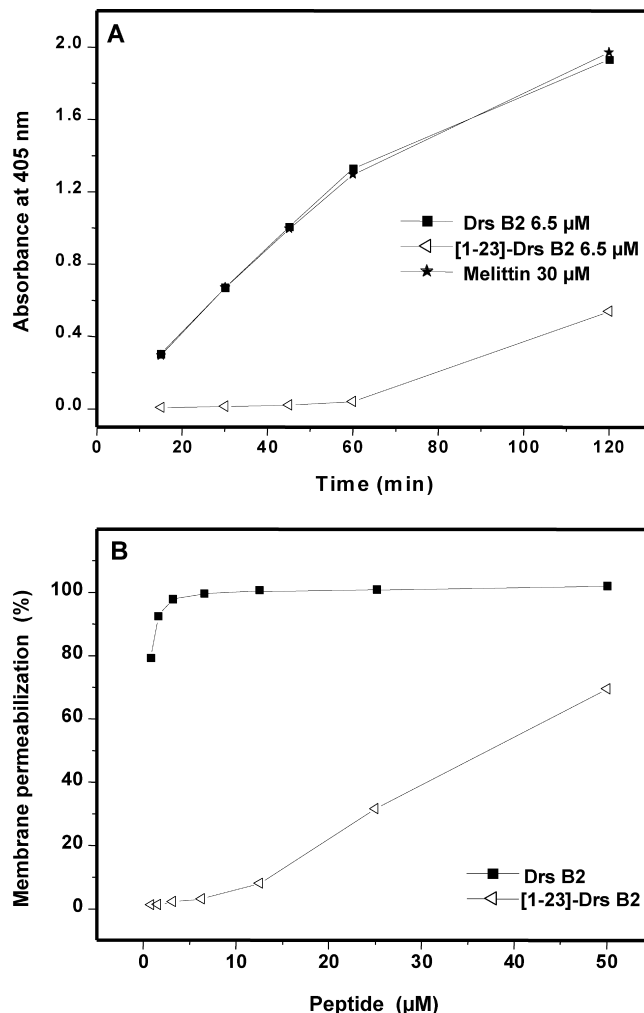 A
2.0
1.6
1.2
0.8
0.4
0.0
Absorbance at 405 nm
Drs B2 6.5 µM
[1-23]-Drs B2 6.5 µM
Melittin 30 µM
0 20 40 60 80 100 120
Time (min)
B
100
80
60
40
20
0
Membrane permeabilization (%)
Drs B2
[1-23]-Drs B2
0 10 20 30 40 50
Peptide (µM)